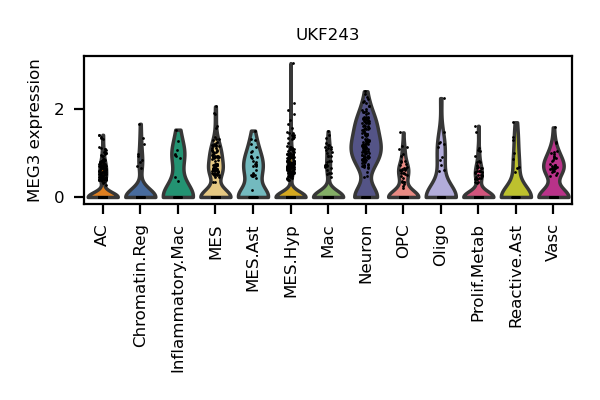 UKF243
MEG3 expression
2
0
AC
Chromatin.Reg
Inflammatory.Mac
MES
MES.Ast
MES.Hyp
Mac
Neuron
OPC
Oligo
Prolif.Metab
Reactive.Ast
Vasc